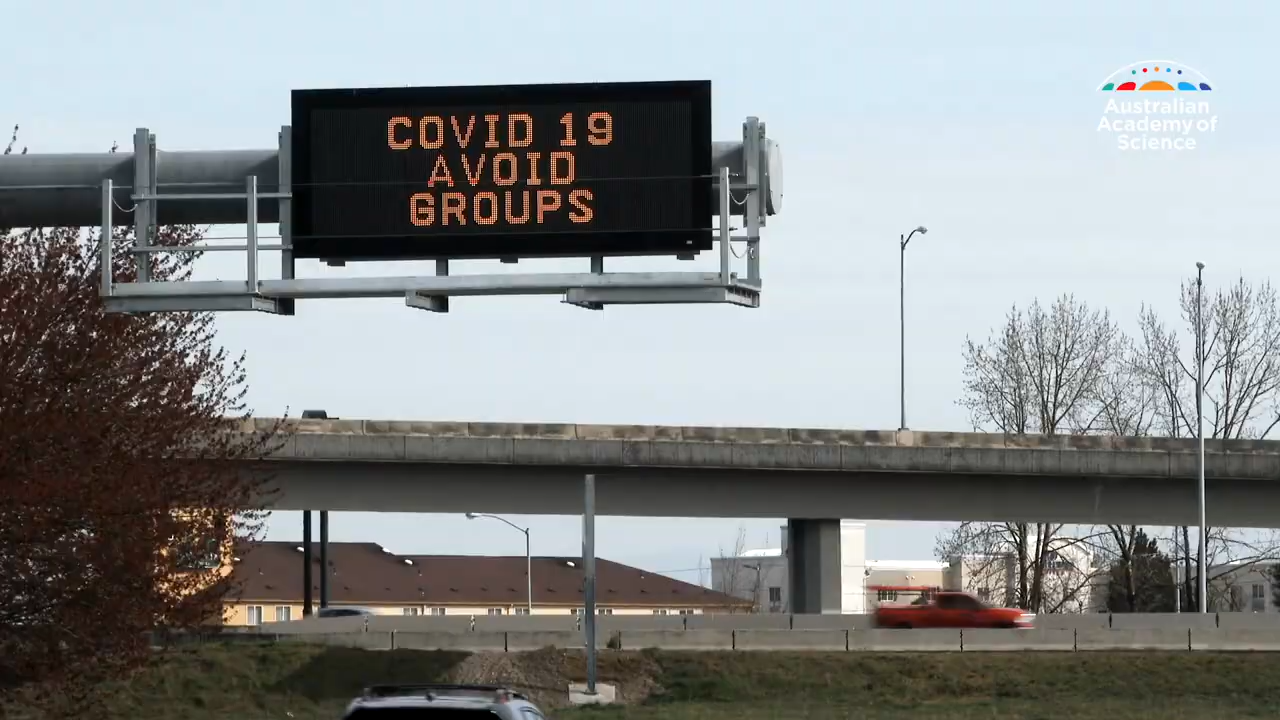 COVID 19
AVOID
GROUPS
Australian
Academy of
Science